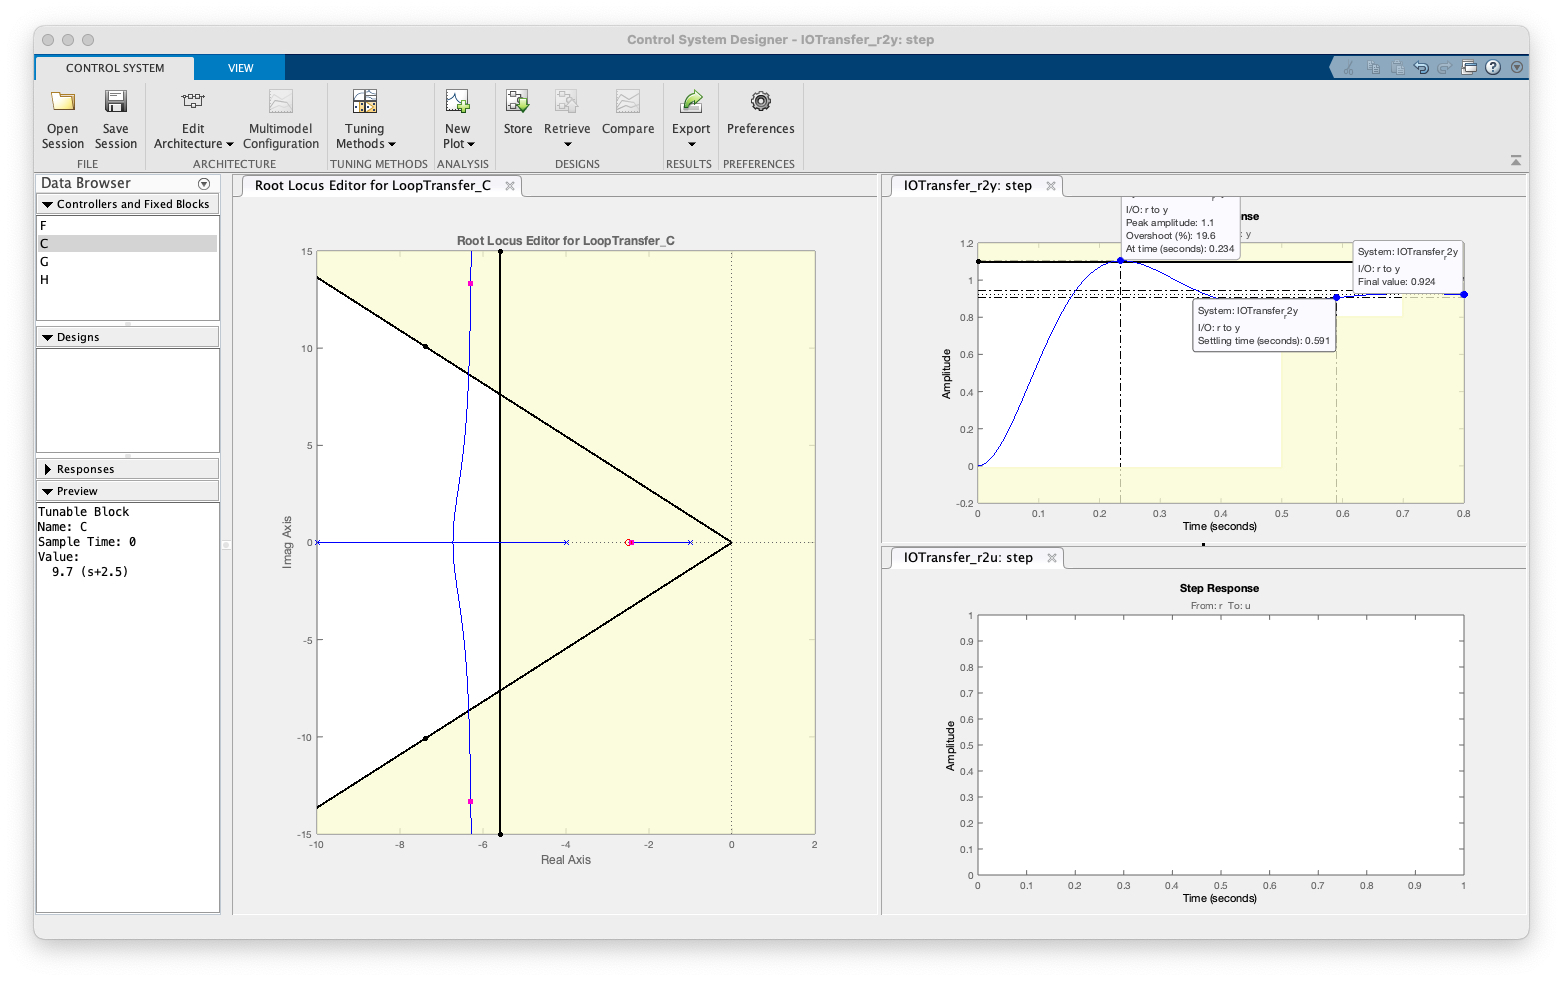 Control System Designer - IOTransfer_r2y: step
CONTROL SYSTEM
VIEW
Open Session
Save Session
Edit Architecture
Multimodel Configuration
Tuning Methods
New Plot
Store
Retrieve
Compare
Export
Preferences
FILE
ARCHITECTURE
TUNING METHODS
ANALYSIS
DESIGNS
RESULTS
PREFERENCES
Data Browser
Controllers and Fixed Blocks
F
C
G
H
Designs
Responses
Preview
Tunable Block
Name: C
Sample Time: 0
Value:
9.7 (s+2.5)
Root Locus Editor for LoopTransfer_C
Root Locus Editor for LoopTransfer_C
15
10
5
0
-5
-10
-15
Imag Axis
-10 -8 -6 -4 -2 0 2
Real Axis
IOTransfer_r2y: step
nse
: y
I/O: r to y
Peak amplitude: 1.1
Overshoot (%): 19.6
At time (seconds): 0.234
System: IOTransfer_r2y
I/O: r to y
Final value: 0.924
System: IOTransfer_r2y
I/O: r to y
Settling time (seconds): 0.591
1.2
1
0.8
0.6
0.4
0.2
0
-0.2
Amplitude
0 0.1 0.2 0.3 0.4 0.5 0.6 0.7 0.8
Time (seconds)
IOTransfer_r2u: step
Step Response
From: r To: u
1
0.9
0.8
0.7
0.6
0.5
0.4
0.3
0.2
0.1
0
Amplitude
0 0.1 0.2 0.3 0.4 0.5 0.6 0.7 0.8 0.9 1
Time (seconds)